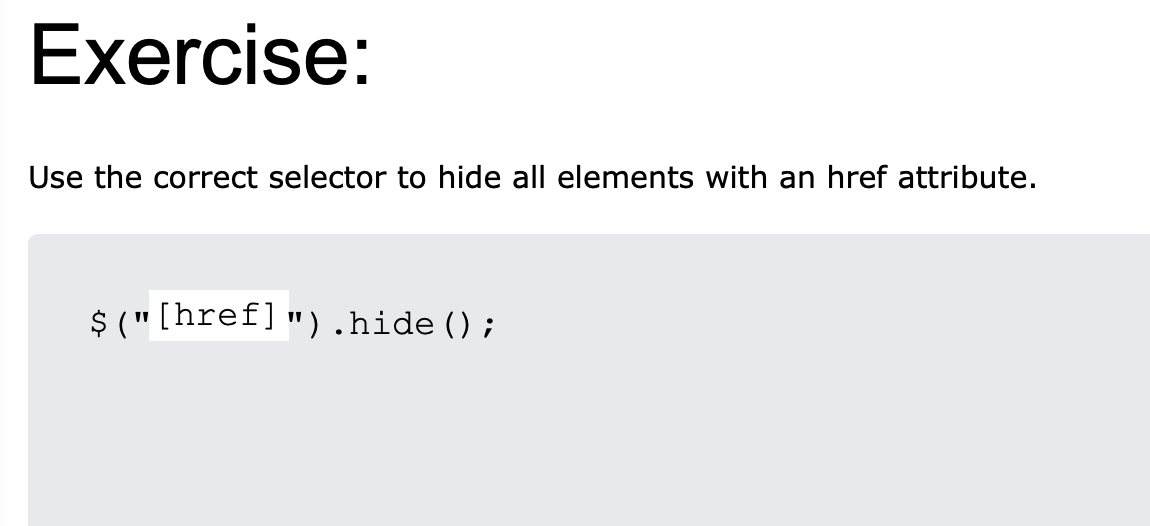 Exercise:
Use the correct selector to hide all elements with an href attribute.
$("[href]").hide();